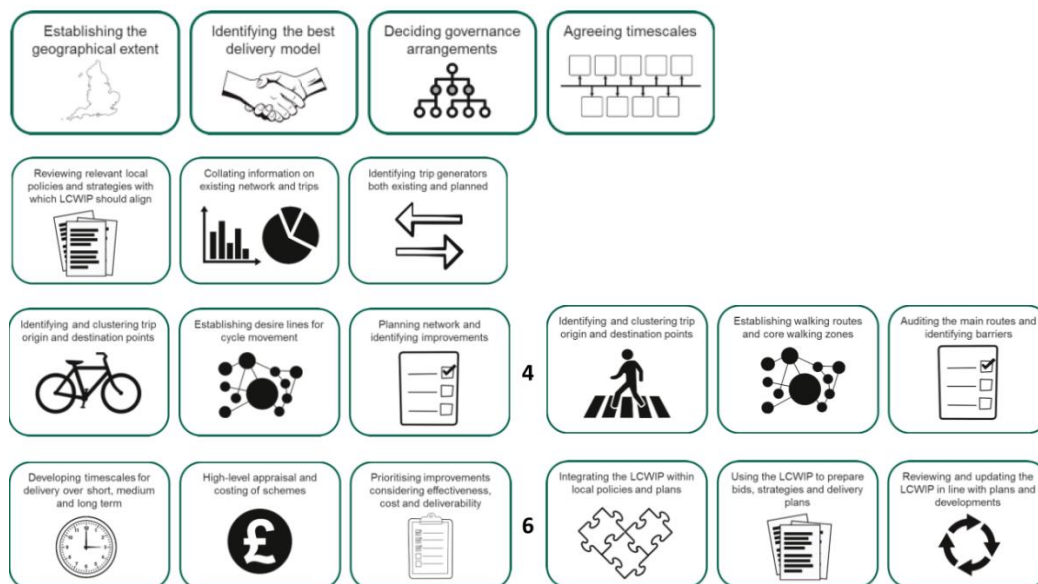 Establishing the
geographical extent
Identifying the best
delivery model
Deciding governance
arrangements
Agreeing timescales
Reviewing relevant local
policies and strategies with
which LCWIP should align
Collating information on
existing network and trips
Identifying trip generators
both existing and planned
Identifying and clustering trip
origin and destination points
Establishing desire lines for
cycle movement
Planning network and
identifying improvements
4
Identifying and clustering trip
origin and destination points
Establishing walking routes
and core walking zones
Auditing the main routes and
identifying barriers
Developing timescales for
delivery over short, medium
and long term
High-level appraisal and
costing of schemes
£
Prioritising improvements
considering effectiveness,
cost and deliverability
6
Integrating the LCWIP within
local policies and plans
Using the LCWIP to prepare
bids, strategies and delivery
plans
Reviewing and updating the
LCWIP in line with plans and
developments